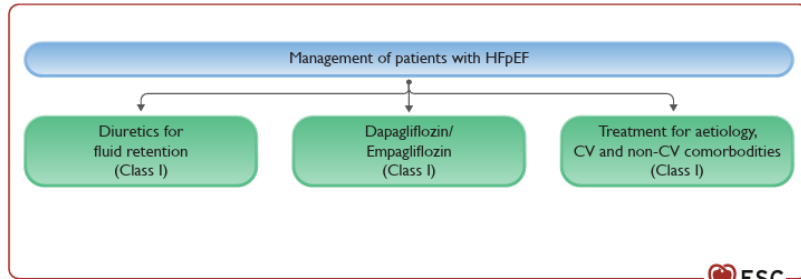 Management of patients with HFpEF
Diuretics for
fluid retention
(Class I)
Dapagliflozin/
Empagliflozin
(Class I)
Treatment for aetiology,
CV and non-CV comorbodities
(Class I)
ESC